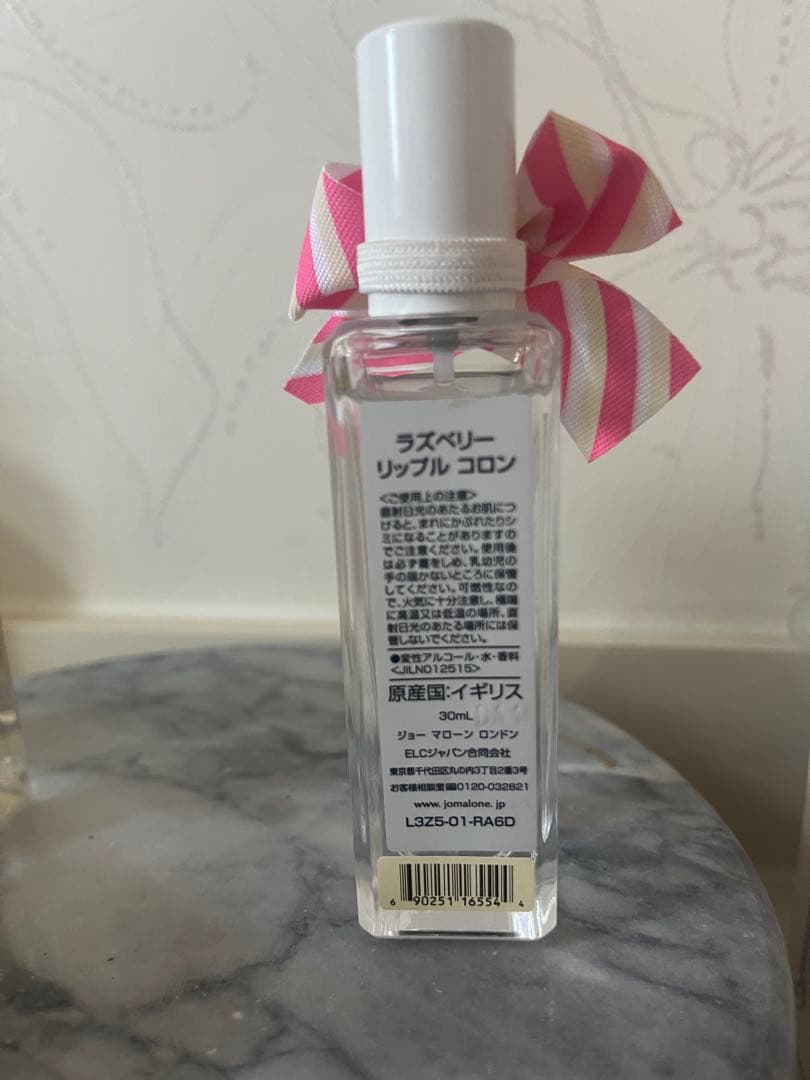 ラズベリー
リップル コロン
<ご使用上の注意>
直射日光のあたるお肌につ
けると、まれにかぶれたりシ
ミになることがありますの
でご注意ください。使用後
は必ず蓋をしめ、乳幼児の
手の届かないところに保管
してください。可燃性なの
で、火気に十分注意し、極端
に高温又は低温の場所、直
射日光のあたる場所には保
管しないでください。
●変性アルコール・水・香料
<JILN012515>
原産国:イギリス
30mL
ジョー マローン ロンドン
ELCジャパン合同会社
東京都千代田区丸の内3丁目2番3号
お客様相談室 0120-032821
www. jomalone. jp
L3Z5-01-RA6D
6 90251 16554 4